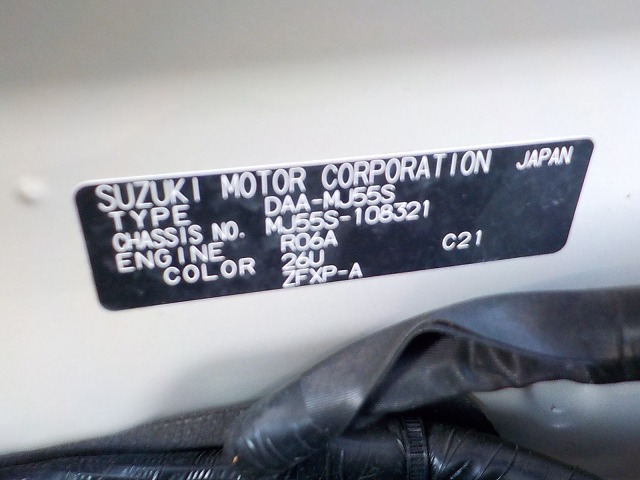 SUZUKI MOTOR CORPORATION JAPAN
TYPE DAA-MJ55S
CHASSIS NO. MJ55S-108321
ENGINE R06A C21
COLOR 26U
ZFXP-A